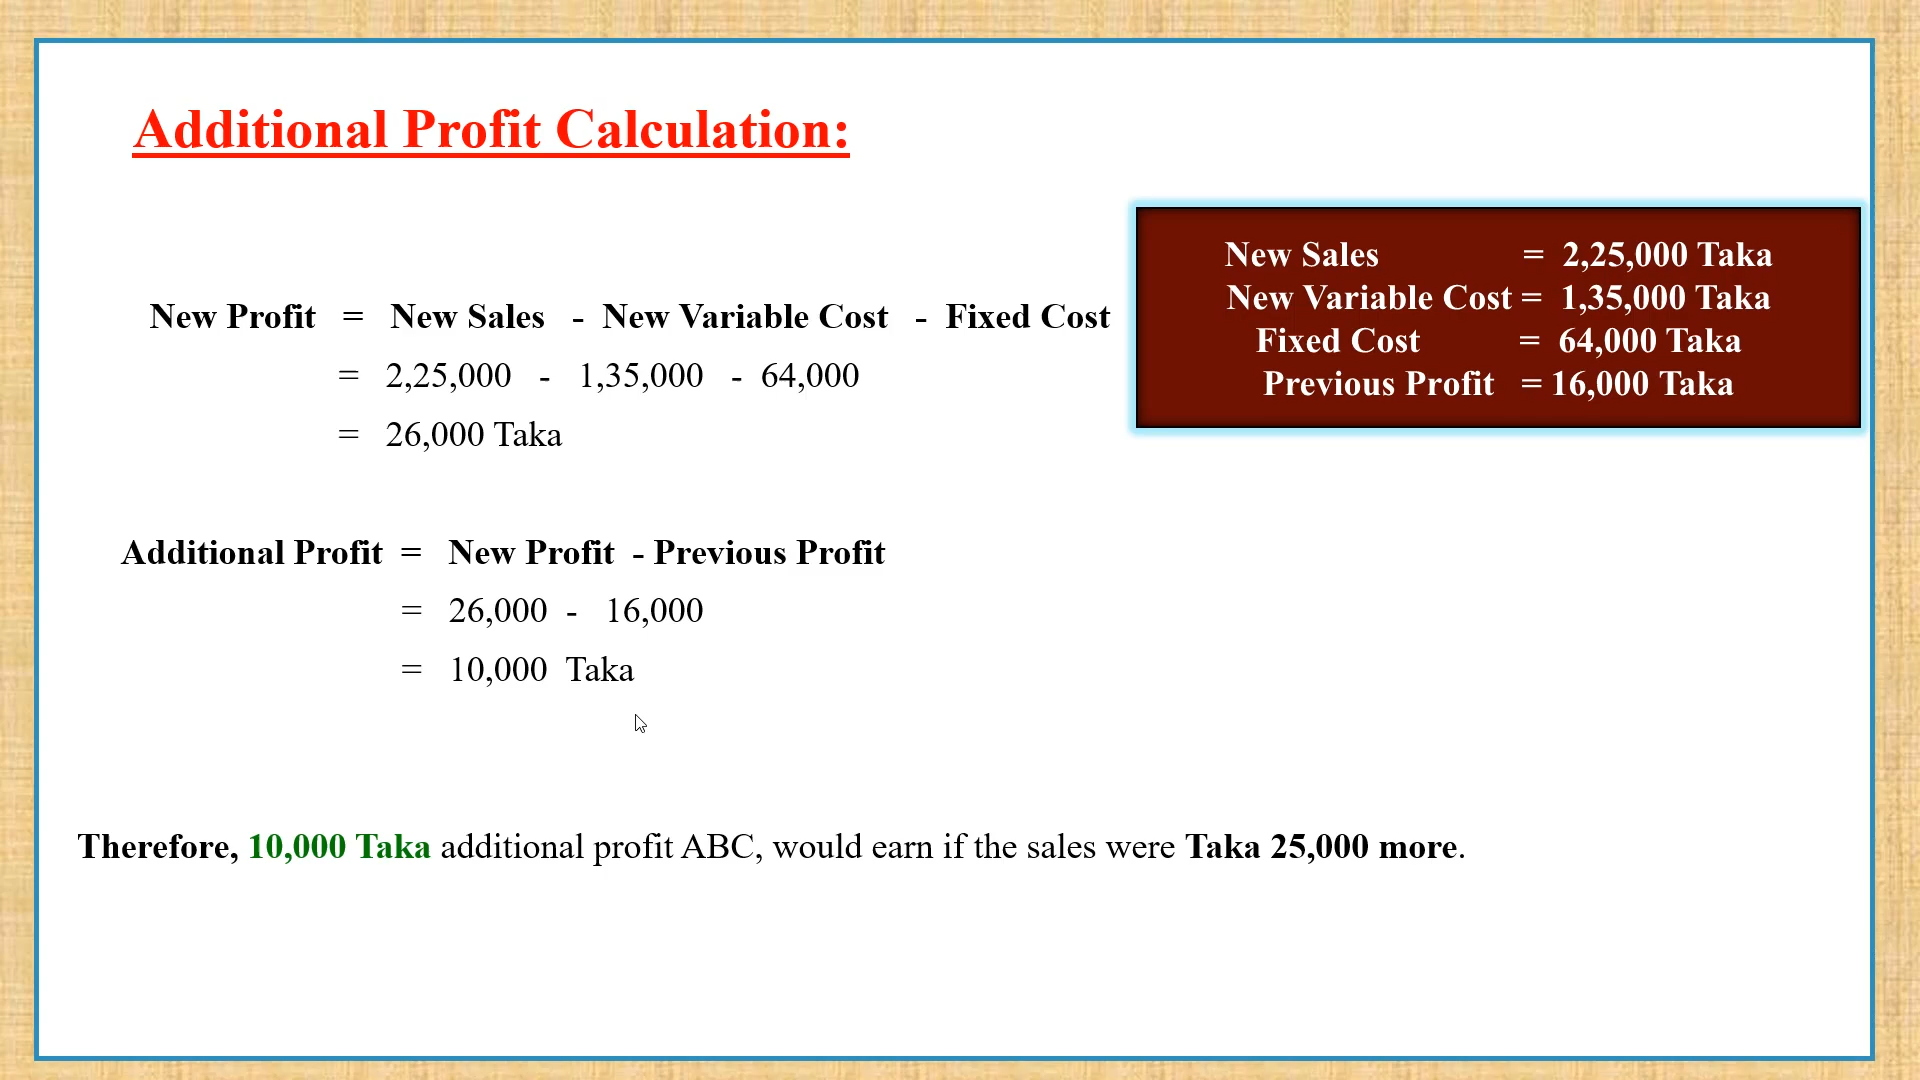 Additional Profit Calculation:
New Sales = 2,25,000 Taka
New Variable Cost = 1,35,000 Taka
Fixed Cost = 64,000 Taka
Previous Profit = 16,000 Taka
New Profit = New Sales - New Variable Cost - Fixed Cost
= 2,25,000 - 1,35,000 - 64,000
= 26,000 Taka
Additional Profit = New Profit - Previous Profit
= 26,000 - 16,000
= 10,000 Taka
Therefore, 10,000 Taka additional profit ABC, would earn if the sales were Taka 25,000 more.